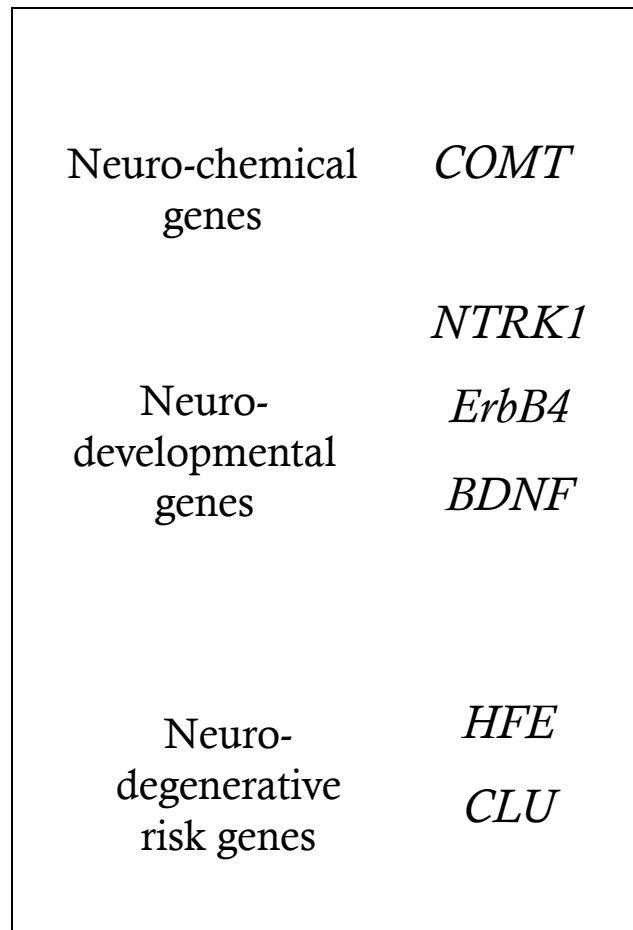 Neuro-chemical
genes
COMT
NTRK1
Neuro-
developmental
genes
ErbB4
BDNF
Neuro-
degenerative
risk genes
HFE
CLU